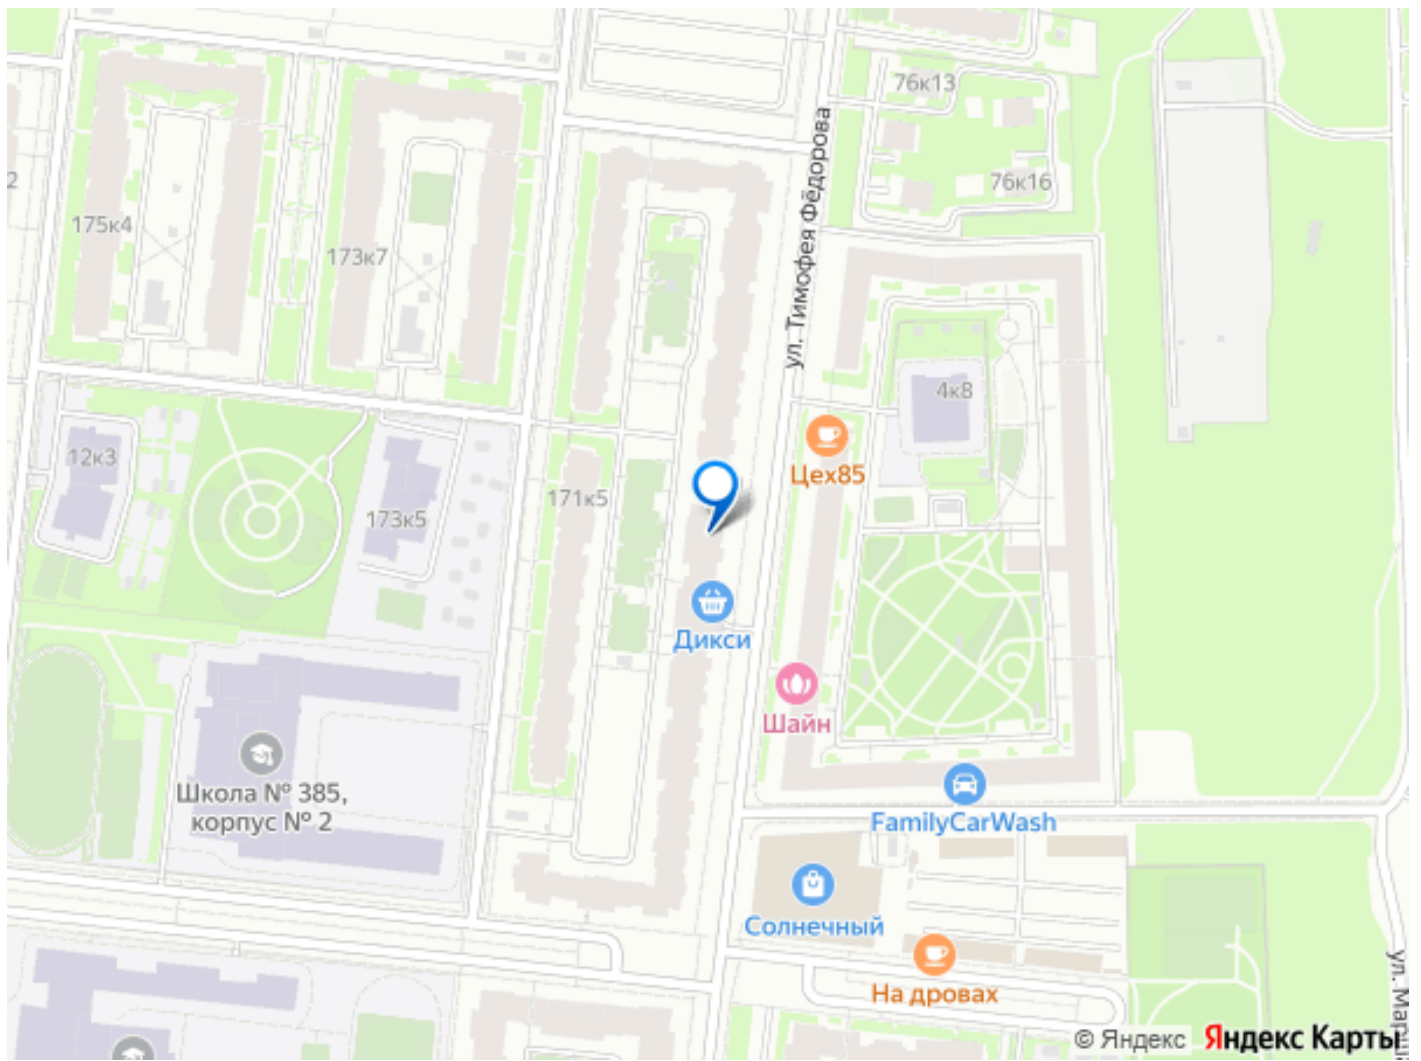 76к13
ул. Тимофея Фёдорова
2
76к16
175к4
173к7
4к8
12к3
Цех85
171к5
173к5
Дикси
Шайн
Школа № 385,
корпус № 2
FamilyCarWash
Солнечный
На дровах
© Яндекс Яндекс Карты